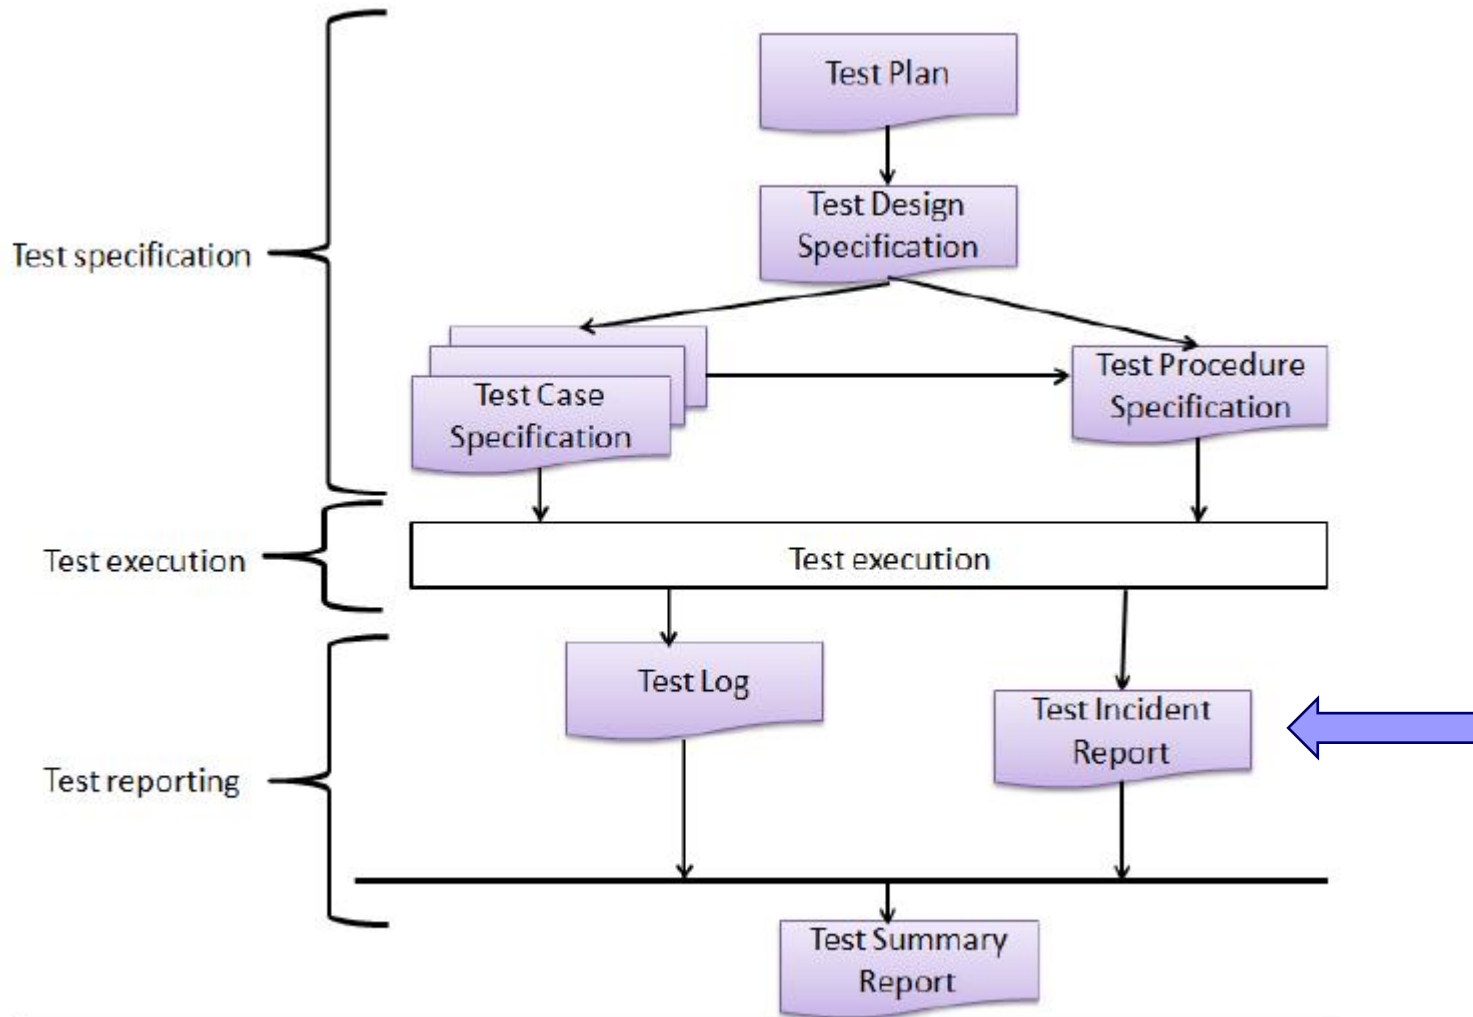 Test Plan
Test Design
Specification
Test specification
Test Case
Specification
Test Procedure
Specification
Test execution
Test execution
Test Log
Test Incident
Report
Test reporting
Test Summary
Report